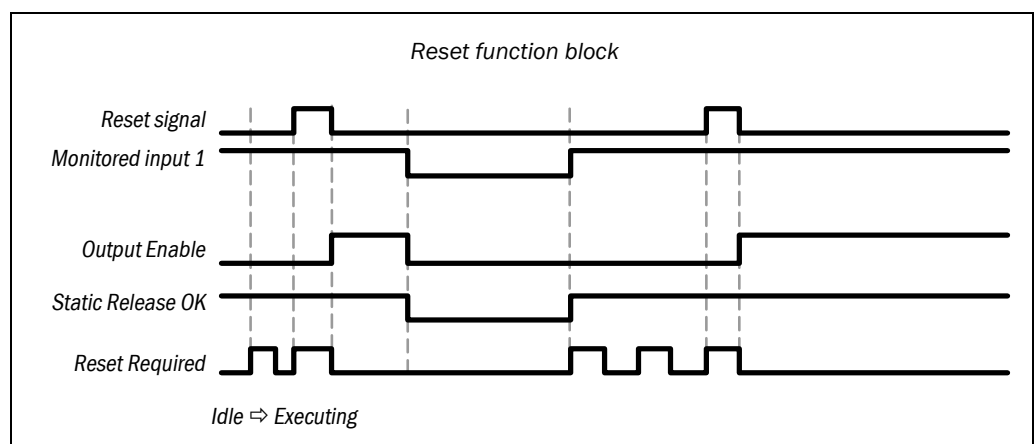 Reset function block
Reset signal
Monitored input 1
Output Enable
Static Release OK
Reset Required
Idle ⇨ Executing